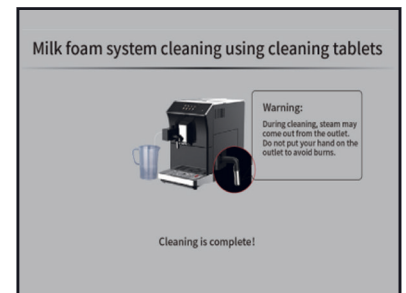 Milk foam system cleaning using cleaning tablets
Warning:
During cleaning, steam may
come out from the outlet.
Do not put your hand on the
outlet to avoid burns.
Cleaning is complete!